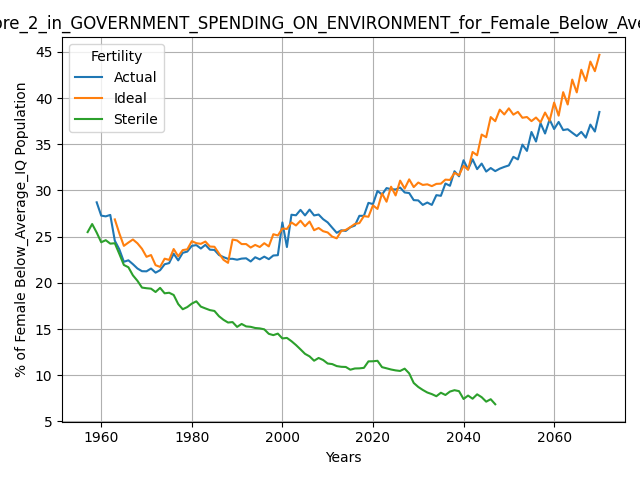 ore_2_in_GOVERNMENT_SPENDING_ON_ENVIRONMENT_for_Female_Below_Ave
Fertility
Actual
Ideal
Sterile
% of Female Below_Average_IQ Population
45
40
35
30
25
20
15
10
5
1960
1980
2000
2020
2040
2060
Years